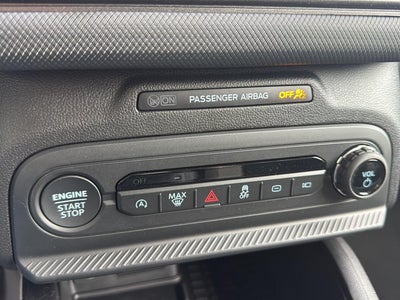 ON PASSENGER AIRBAG OFF
ENGINE
START
STOP
OFF
MAX
OFF
VOL